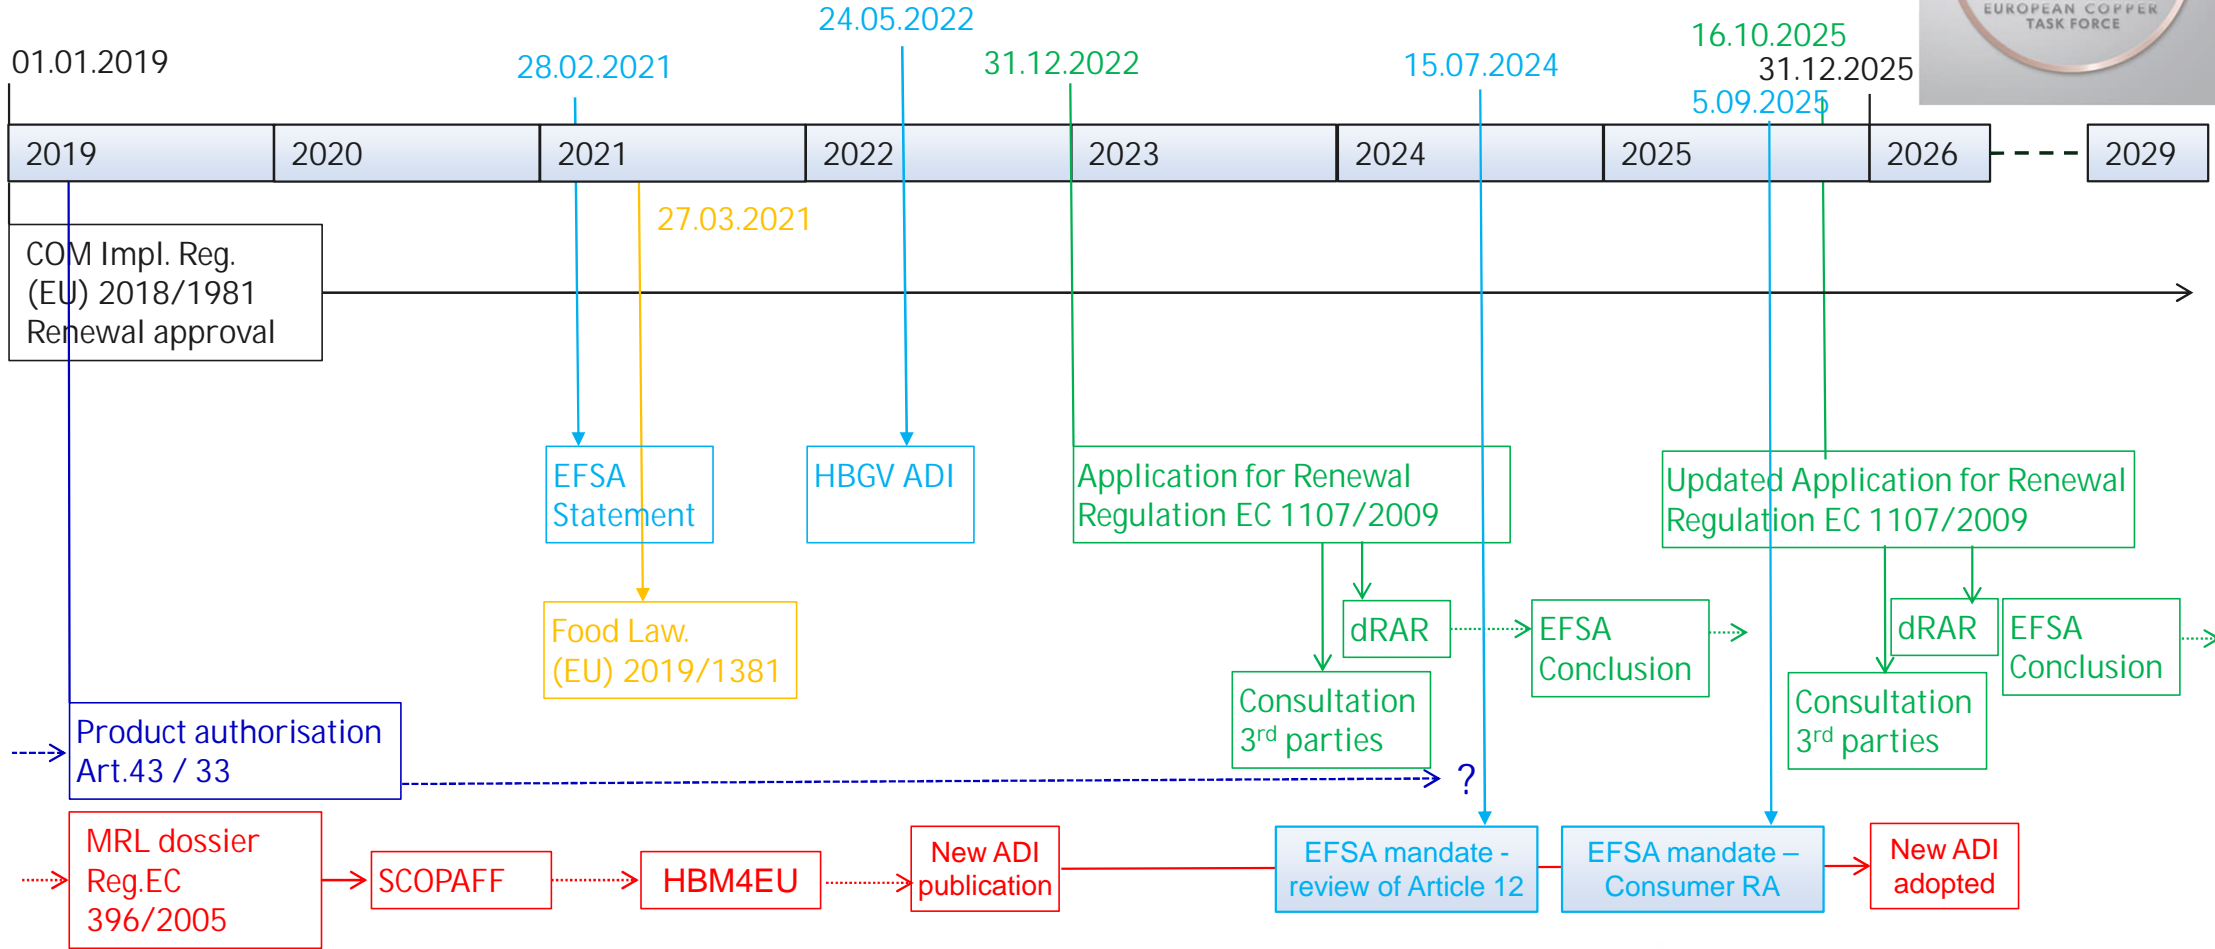 EUROPEAN COPPER
TASK FORCE
24.05.2022
16.10.2025
01.01.2019
28.02.2021
31.12.2022
15.07.2024
31.12.2025
5.09.2025
2019
2020
2021
2022
2023
2024
2025
2026
2029
27.03.2021
COM Impl. Reg.
(EU) 2018/1981
Renewal approval
EFSA
Statement
HBGV ADI
Application for Renewal
Regulation EC 1107/2009
Updated Application for Renewal
Regulation EC 1107/2009
Food Law.
(EU) 2019/1381
dRAR
EFSA
Conclusion
dRAR
EFSA
Conclusion
Consultation
3rd parties
Consultation
3rd parties
Product authorisation
Art.43 / 33
?
MRL dossier
Reg.EC
396/2005
SCOPAFF
HBM4EU
New ADI
publication
EFSA mandate -
review of Article 12
EFSA mandate –
Consumer RA
New ADI
adopted